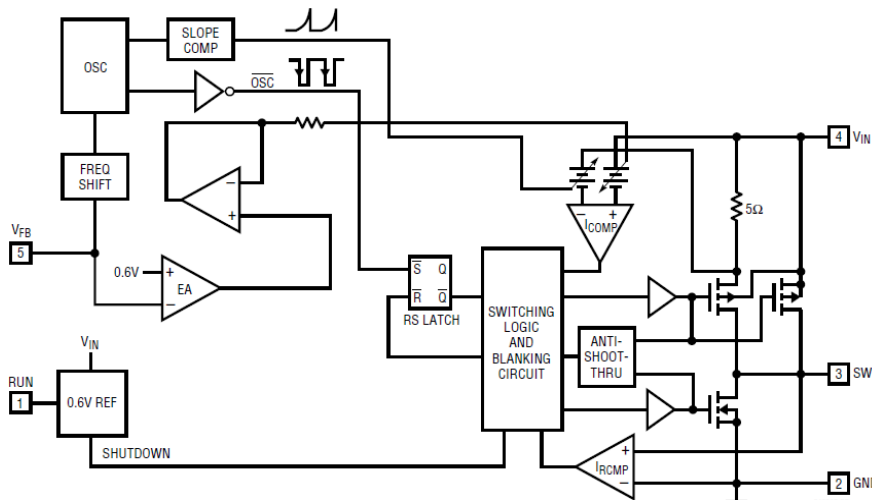 OSC
SLOPE
COMP
OSC
FREQ
SHIFT
VFB
5
0.6V
+
−
EA
−
+
VIN
RUN
1
0.6V REF
SHUTDOWN
S Q
R Q
RS LATCH
SWITCHING
LOGIC
AND
BLANKING
CIRCUIT
− +
ICOMP
5Ω
4
VIN
ANTI-
SHOOT-
THRU
3
SW
+
IRCMP
−
2
GND